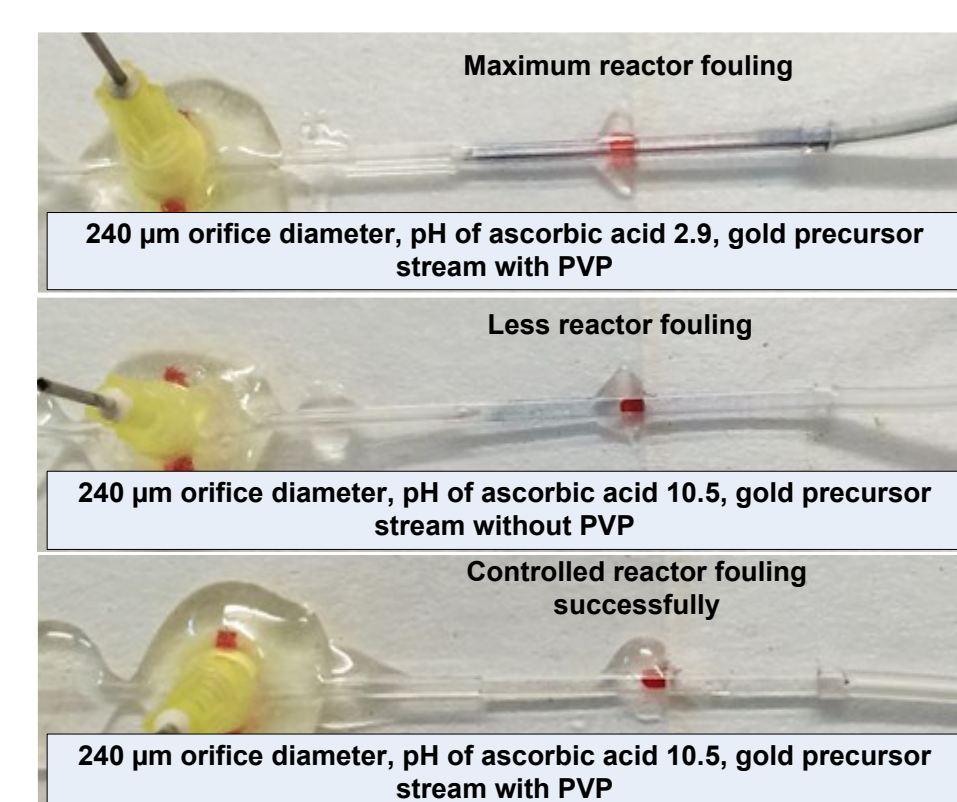 Maximum reactor fouling
240 µm orifice diameter, pH of ascorbic acid 2.9, gold precursor
stream with PVP
Less reactor fouling
240 µm orifice diameter, pH of ascorbic acid 10.5, gold precursor
stream without PVP
Controlled reactor fouling
successfully
240 µm orifice diameter, pH of ascorbic acid 10.5, gold precursor
stream with PVP